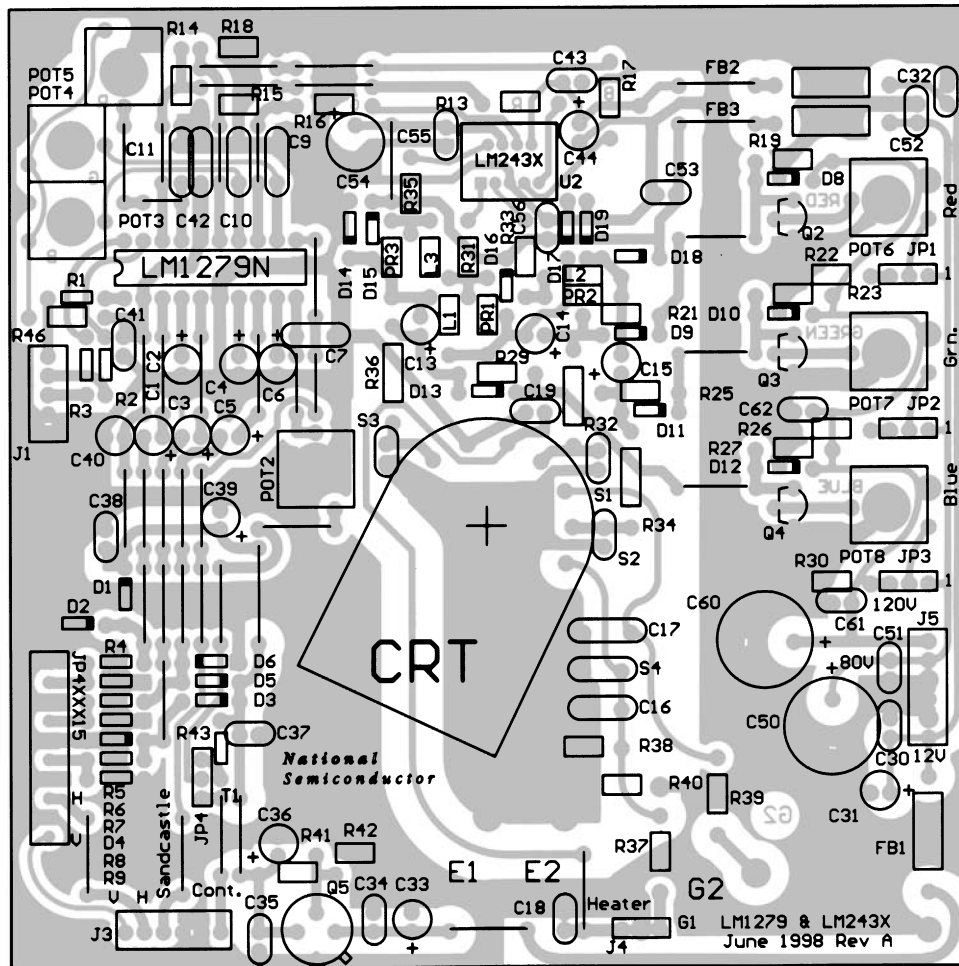 R14
R18
C43
R17
FB2
C32
POT5
POT4
R15
R16
R13
C55
FB3
C11
C9
C44
R19
C52
LM243X
U2
C54
C53
D8
RED
Red
R35
POT3
C42
C10
R33
C56
D19
Q2
POT6
JP1
LM1279N
D14
D15
PR3
L3
R31
D16
D17
L2
PR2
D18
R22
R23
1
R1
R46
C41
C7
L1
PR1
C14
R21
D9
D10
GREEN
Grn.
C13
R29
R36
D13
C15
Q3
R3
R2
C1
C2
C4
C6
C3
C5
C19
R25
C62
POT7
JP2
J1
C40
S3
R32
D11
R26
R27
D12
1
POT2
C38
C39
S1
R34
S2
BLUE
Blue
Q4
POT8
JP3
R30
1
D1
D2
C60
120V
C61
J5
CRT
C17
R4
D6
D5
D3
S4
80V
C51
JP4XXX15
C16
C50
R43
C37
National
Semiconductor
R38
C30
12V
R5
R6
R7
D4
R8
R9
H
V
T1
JP4
Sandcastle
C36
R41
R42
R40
R39
G2
C31
R37
FB1
E1
E2
G2
V
H
Cont.
C35
Q5
C34
C33
C18
Heater
G1
J3
J4
LM1279 & LM243X
June 1998 Rev A